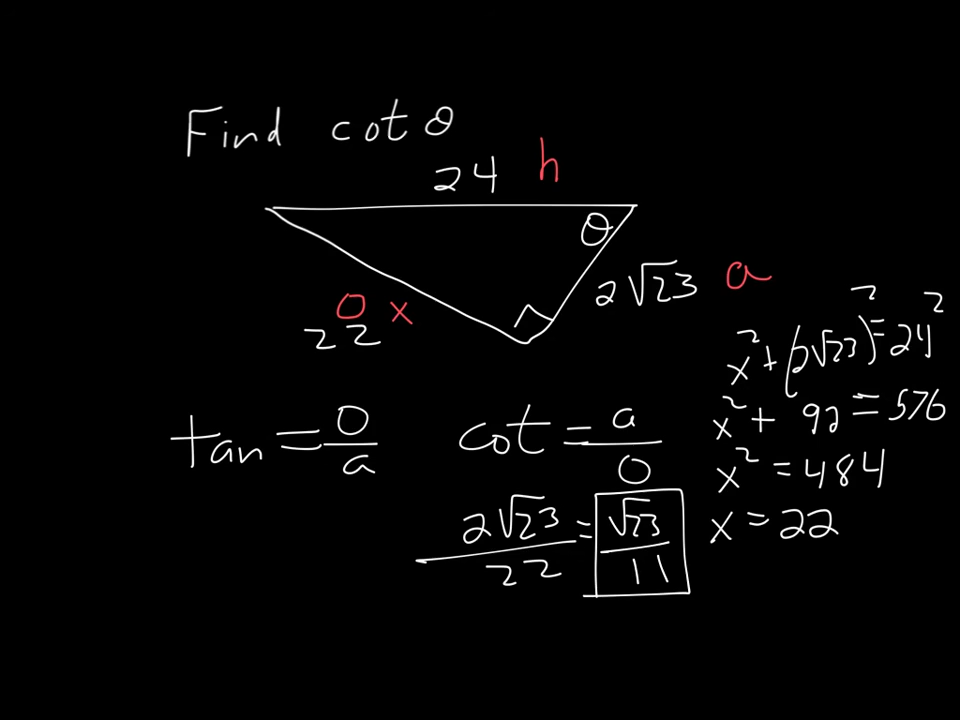 Find cot θ
24 h
θ
2√23 a
o x
22
x² + (2√23)² = 24²
x² + 92 = 576
x² = 484
x = 22
tan = o/a
cot = a/o
2√23/22 = √23/11